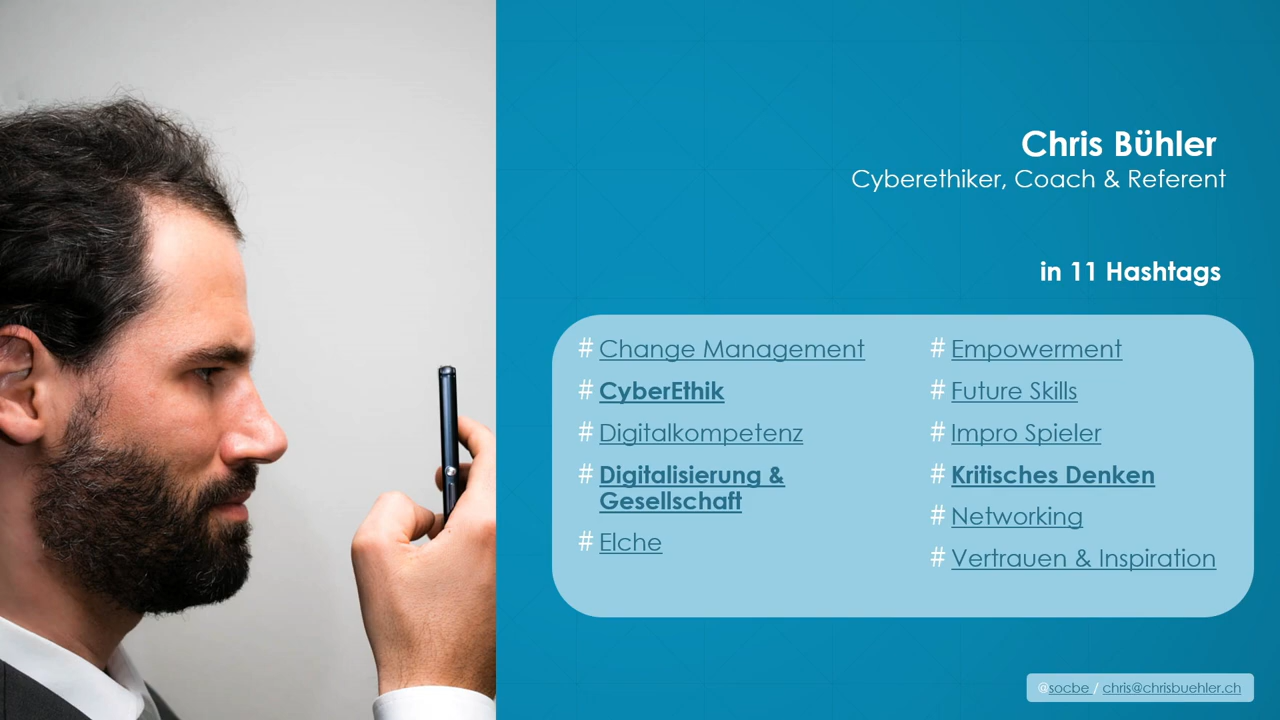 Chris Bühler
Cyberethiker, Coach & Referent
in 11 Hashtags
# Change Management
# CyberEthik
# Digitalkompetenz
# Digitalisierung &
Gesellschaft
# Elche
# Empowerment
# Future Skills
# Impro Spieler
# Kritisches Denken
# Networking
# Vertrauen & Inspiration
@socbe / chris@chrisbuehler.ch